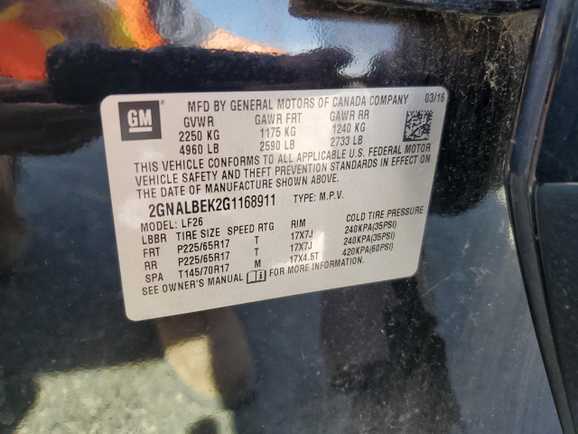 GM
MFD BY GENERAL MOTORS OF CANADA COMPANY 03/16
GVWR GAWR FRT GAWR RR
2250 KG 1175 KG 1240 KG
4960 LB 2590 LB 2733 LB
THIS VEHICLE CONFORMS TO ALL APPLICABLE U.S. FEDERAL MOTOR
VEHICLE SAFETY AND THEFT PREVENTION STANDARDS IN EFFECT ON
THE DATE OF MANUFACTURE SHOWN ABOVE.
2GNALBEK2G1168911 TYPE: M.P.V.
MODEL: LF26
LBBR TIRE SIZE SPEED RTG RIM COLD TIRE PRESSURE
FRT P225/65R17 T 17X7J 240KPA(35PSI)
RR P225/65R17 T 17X7J 240KPA(35PSI)
SPA T145/70R17 M 17X4.5T 420KPA(60PSI)
SEE OWNER'S MANUAL FOR MORE INFORMATION.